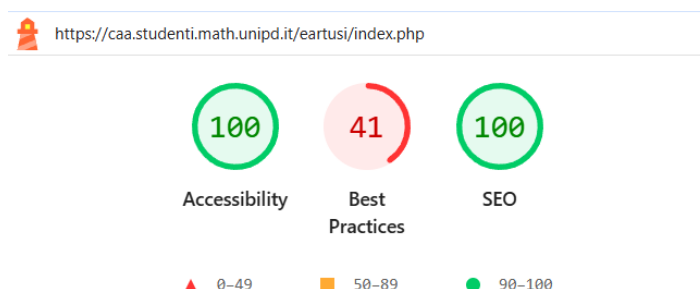 https://caa.studenti.math.unipd.it/eartusi/index.php
100
41
100
Accessibility
Best
Practices
SEO
0–49
50–89
90–100